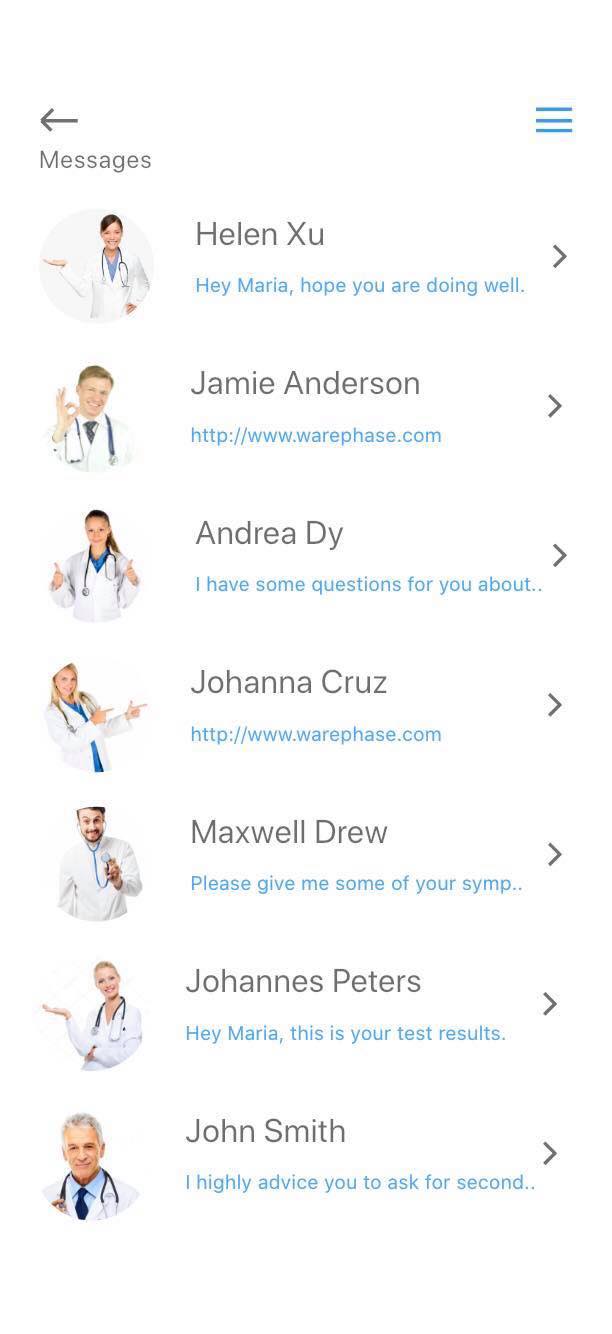 Messages
Helen Xu
Hey Maria, hope you are doing well.
Jamie Anderson
http://www.warephase.com
Andrea Dy
I have some questions for you about..
Johanna Cruz
http://www.warephase.com
Maxwell Drew
Please give me some of your symp..
Johannes Peters
Hey Maria, this is your test results.
John Smith
I highly advice you to ask for second..